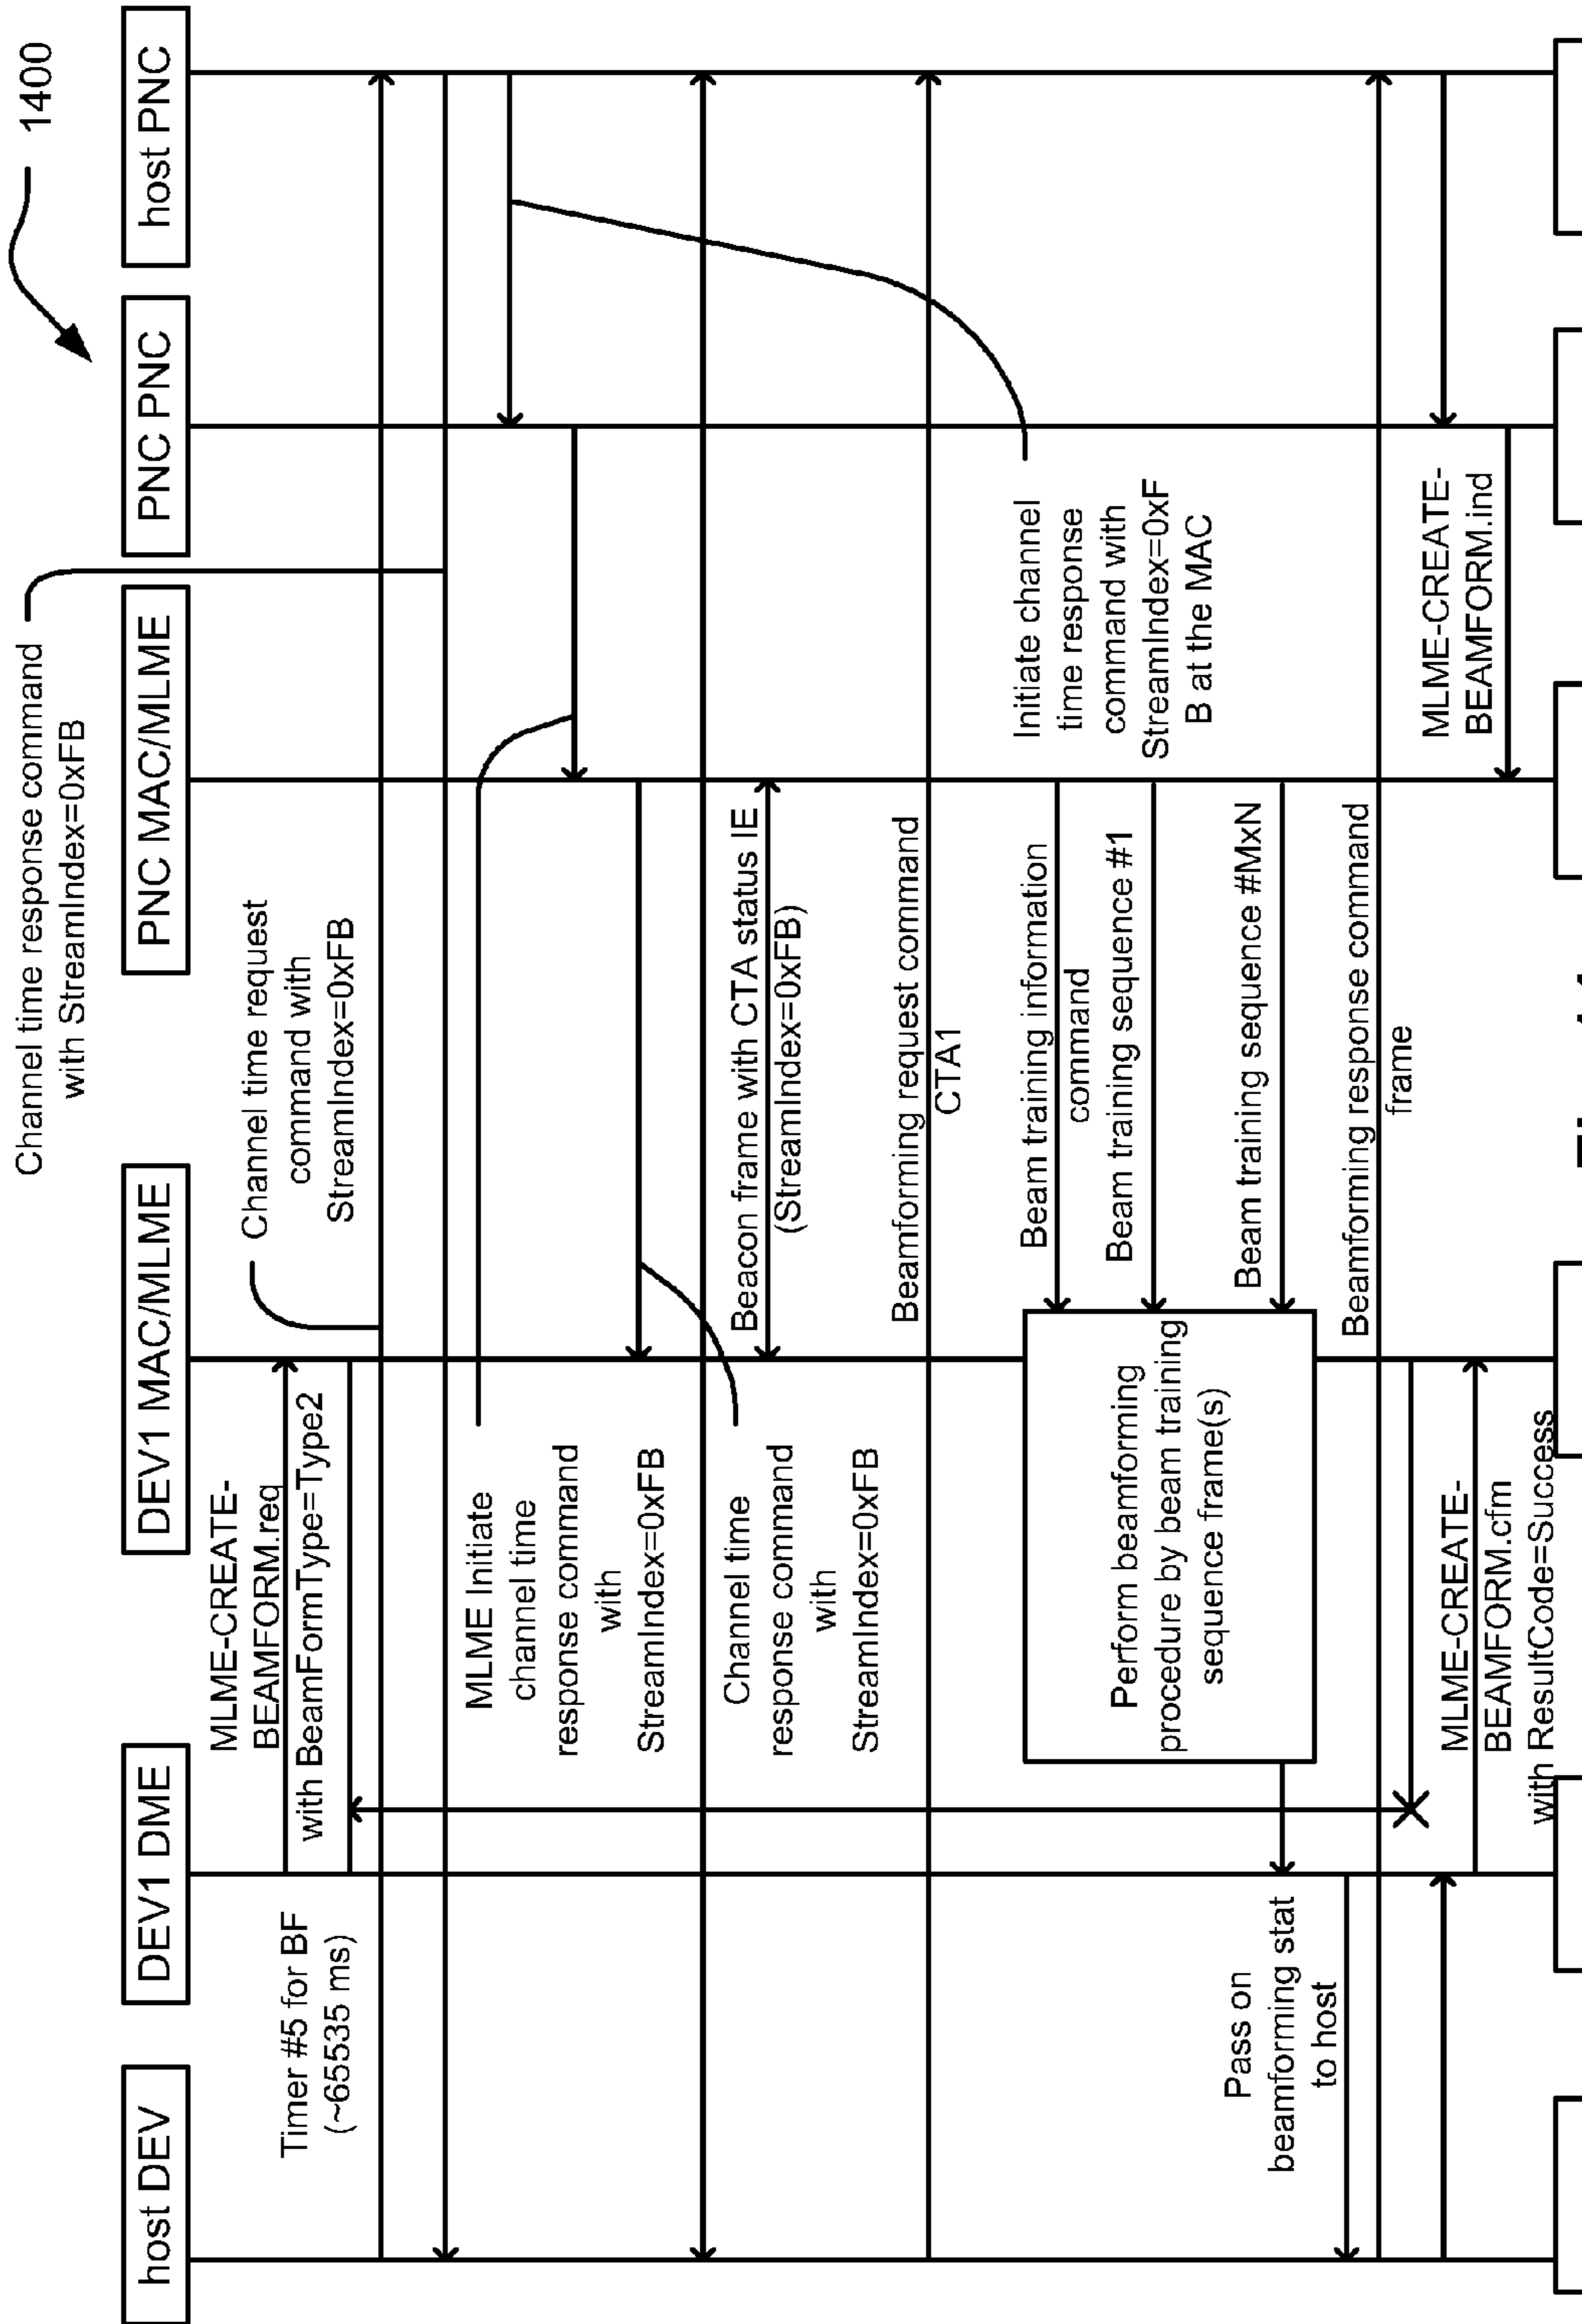 1400
Channel time response command
with StreamIndex=0xFB
host DEV
DEV1 DME
DEV1 MAC/MLME
PNC MAC/MLME
PNC PNC
host PNC
MLME-CREATE-
BEAMFORM.req
with BeamFormType=Type2
Timer #5 for BF
(~65535 ms)
Channel time request
command with
StreamIndex=0xFB
MLME Initiate
channel time
response command
with
StreamIndex=0xFB
Channel time
response command
with
StreamIndex=0xFB
Beacon frame with CTA status IE
(StreamIndex=0xFB)
Beamforming request command
CTA1
Initiate channel
time response
command with
StreamIndex=0xF
B at the MAC
Beam training information
command
Beam training sequence #1
Beam training sequence #MxN
Perform beamforming
procedure by beam training
sequence frame(s)
Pass on
beamforming stat
to host
Beamforming response command
frame
MLME-CREATE-
BEAMFORM.ind
MLME-CREATE-
BEAMFORM.cfm
with ResultCode=Success